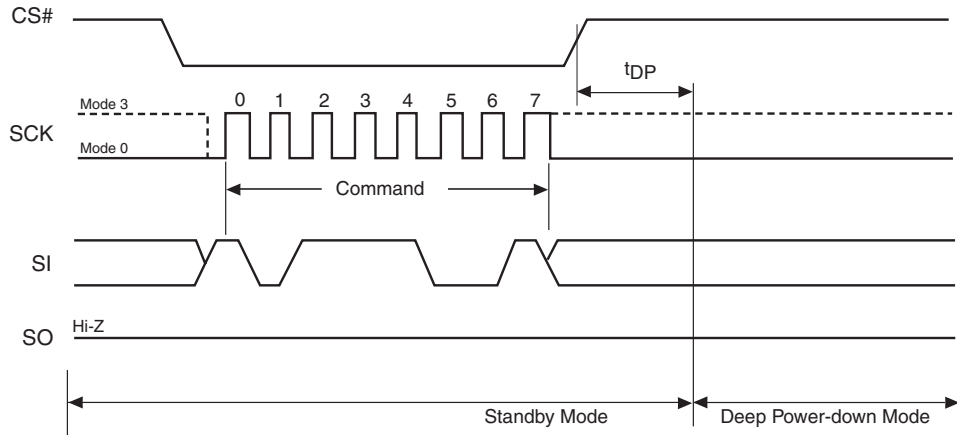 CS#
tDP
Mode 3
0 1 2 3 4 5 6 7
SCK
Mode 0
Command
SI
Hi-Z
SO
Standby Mode
Deep Power-down Mode